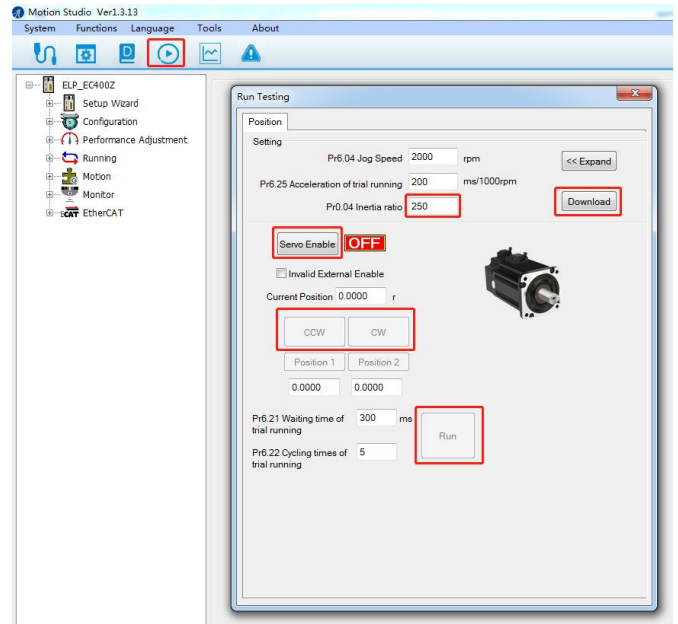 Motion Studio Ver1.3.13
System Functions Language Tools About
D
ELP_EC400Z
Setup Wizard
Configuration
Performance Adjustment
Running
Motion
Monitor
ECAT EtherCAT
Run Testing
Position
Setting
Pr6.04 Jog Speed 2000 rpm
<< Expand
Pr6.25 Acceleration of trial running 200 ms/1000rpm
Pr0.04 Inertia ratio 250
Download
Servo Enable OFF
Invalid External Enable
Current Position 0.0000 r
CCW CW
Position 1 Position 2
0.0000 0.0000
Pr6.21 Waiting time of trial running 300 ms
Run
Pr6.22 Cycling times of trial running 5